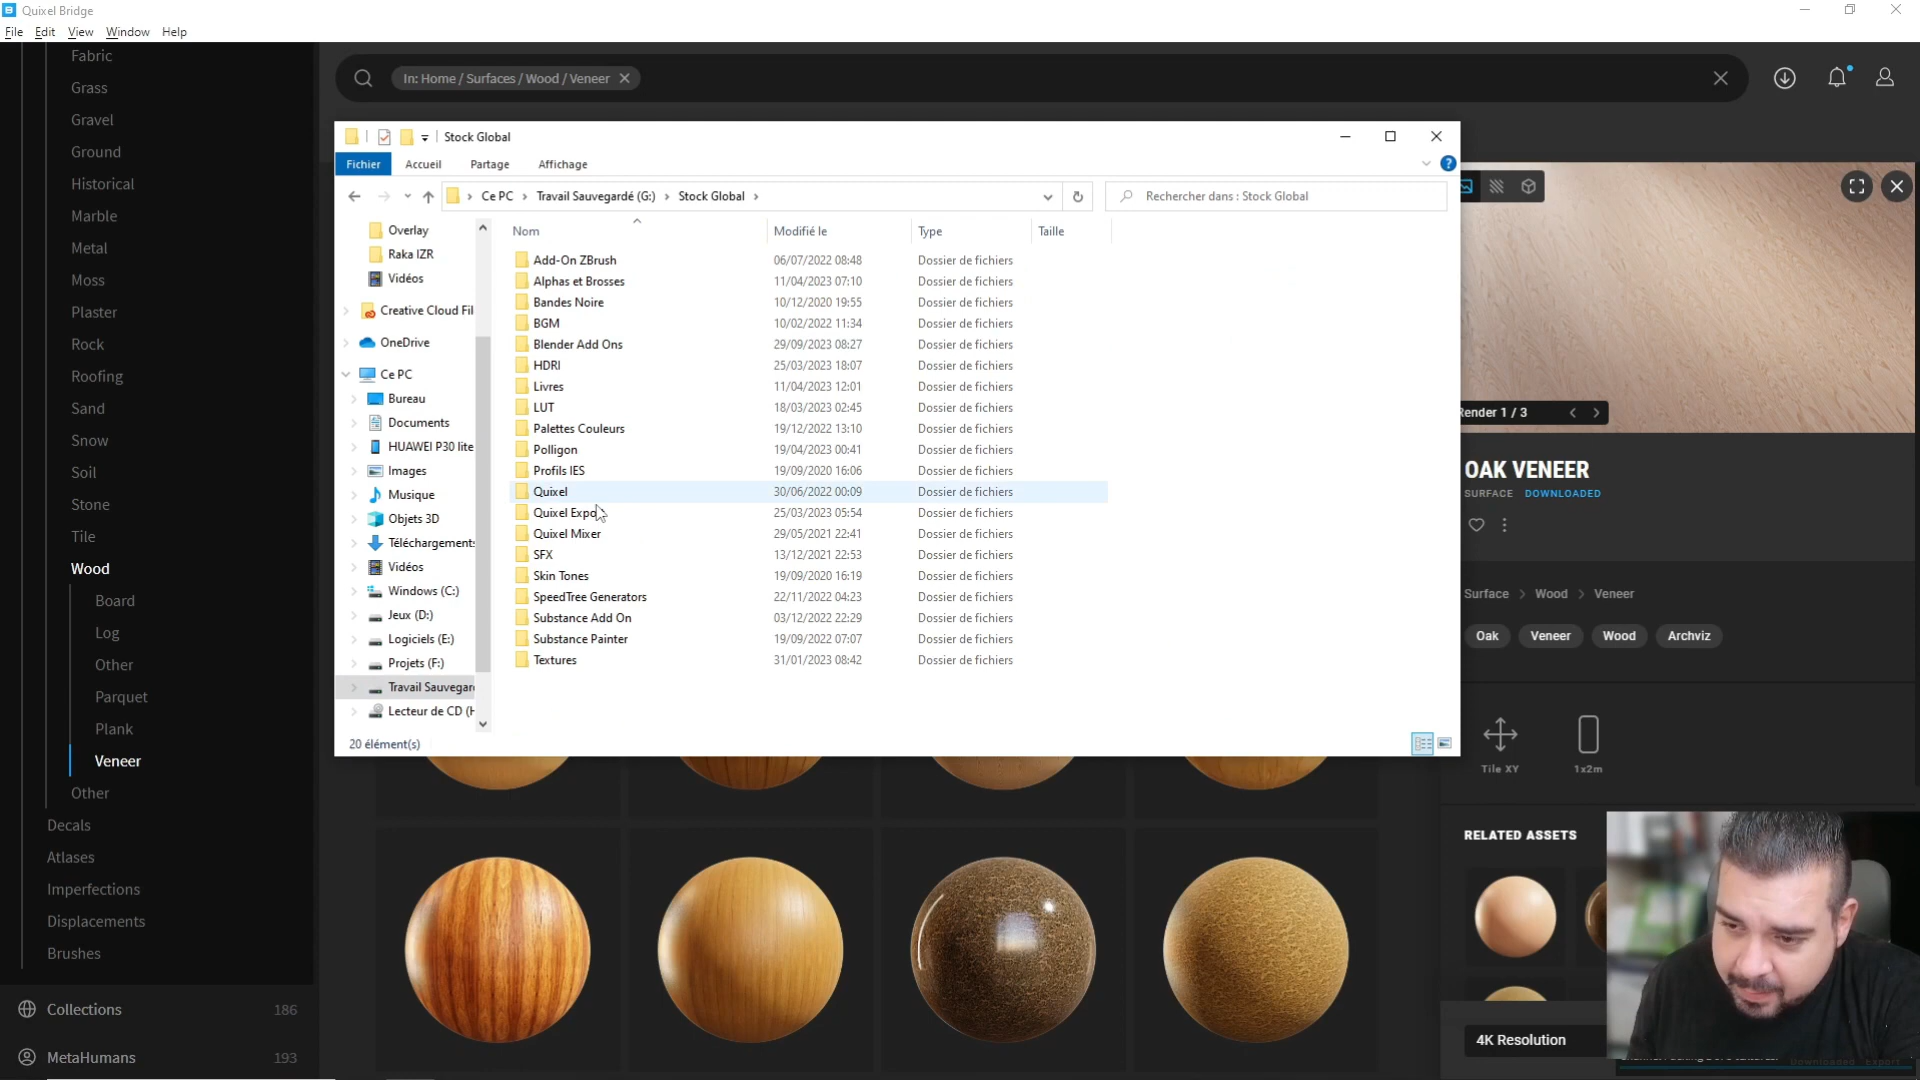 Quixel Bridge
File Edit View Window Help
Fabric
Grass
Gravel
Ground
Historical
Marble
Metal
Moss
Plaster
Rock
Roofing
Sand
Snow
Soil
Stone
Tile
Wood
Board
Log
Other
Parquet
Plank
Veneer
Other
Decals
Atlases
Imperfections
Displacements
Brushes
Collections 186
MetaHumans 193
In: Home / Surfaces / Wood / Veneer
Stock Global
Fichier Accueil Partage Affichage
Ce PC > Travail Sauvegardé (G:) > Stock Global >
Rechercher dans : Stock Global
Overlay
Raka IZR
Vidéos
Creative Cloud Fil
OneDrive
Ce PC
Bureau
Documents
HUAWEI P30 lite
Images
Musique
Objets 3D
Téléchargements
Vidéos
Windows (C:)
Jeux (D:)
Logiciels (E:)
Projets (F:)
Travail Sauvegar
Lecteur de CD (H
Nom Modifié le Type Taille
Add-On ZBrush 06/07/2022 08:48 Dossier de fichiers
Alphas et Brosses 11/04/2023 07:10 Dossier de fichiers
Bandes Noire 10/12/2020 19:55 Dossier de fichiers
BGM 10/02/2022 11:34 Dossier de fichiers
Blender Add Ons 29/09/2023 08:27 Dossier de fichiers
HDRI 25/03/2023 18:07 Dossier de fichiers
Livres 11/04/2023 12:01 Dossier de fichiers
LUT 18/03/2023 02:45 Dossier de fichiers
Palettes Couleurs 19/12/2022 13:10 Dossier de fichiers
Polligon 19/04/2023 00:41 Dossier de fichiers
Profils IES 19/09/2020 16:06 Dossier de fichiers
Quixel 30/06/2022 00:09 Dossier de fichiers
Quixel Expo 25/03/2023 05:54 Dossier de fichiers
Quixel Mixer 29/05/2021 22:41 Dossier de fichiers
SFX 13/12/2021 22:53 Dossier de fichiers
Skin Tones 19/09/2020 16:19 Dossier de fichiers
SpeedTree Generators 22/11/2022 04:23 Dossier de fichiers
Substance Add On 03/12/2022 22:29 Dossier de fichiers
Substance Painter 19/09/2022 07:07 Dossier de fichiers
Textures 31/01/2023 08:42 Dossier de fichiers
20 élément(s)
Render 1 / 3
OAK VENEER
SURFACE DOWNLOADED
Surface > Wood > Veneer
Oak Veneer Wood Archviz
Tile XY 1x2m
RELATED ASSETS
4K Resolution